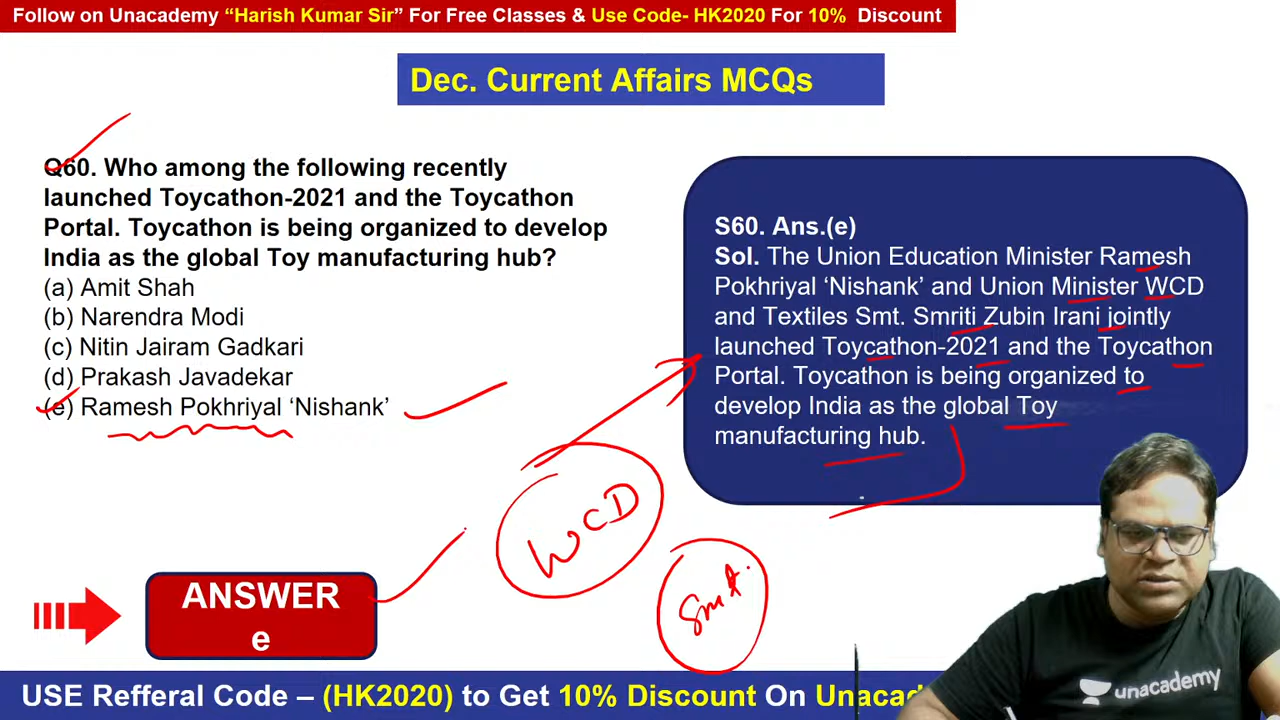 Follow on Unacademy “Harish Kumar Sir” For Free Classes & Use Code- HK2020 For 10% Discount
Dec. Current Affairs MCQs
Q60. Who among the following recently
launched Toycathon-2021 and the Toycathon
Portal. Toycathon is being organized to develop
India as the global Toy manufacturing hub?
(a) Amit Shah
(b) Narendra Modi
(c) Nitin Jairam Gadkari
(d) Prakash Javadekar
(e) Ramesh Pokhriyal ‘Nishank’
S60. Ans.(e)
Sol. The Union Education Minister Ramesh
Pokhriyal ‘Nishank’ and Union Minister WCD
and Textiles Smt. Smriti Zubin Irani jointly
launched Toycathon-2021 and the Toycathon
Portal. Toycathon is being organized to
develop India as the global Toy
manufacturing hub.
WCD
ANSWER
e
unacademy
USE Refferal Code – (HK2020) to Get 10% Discount On